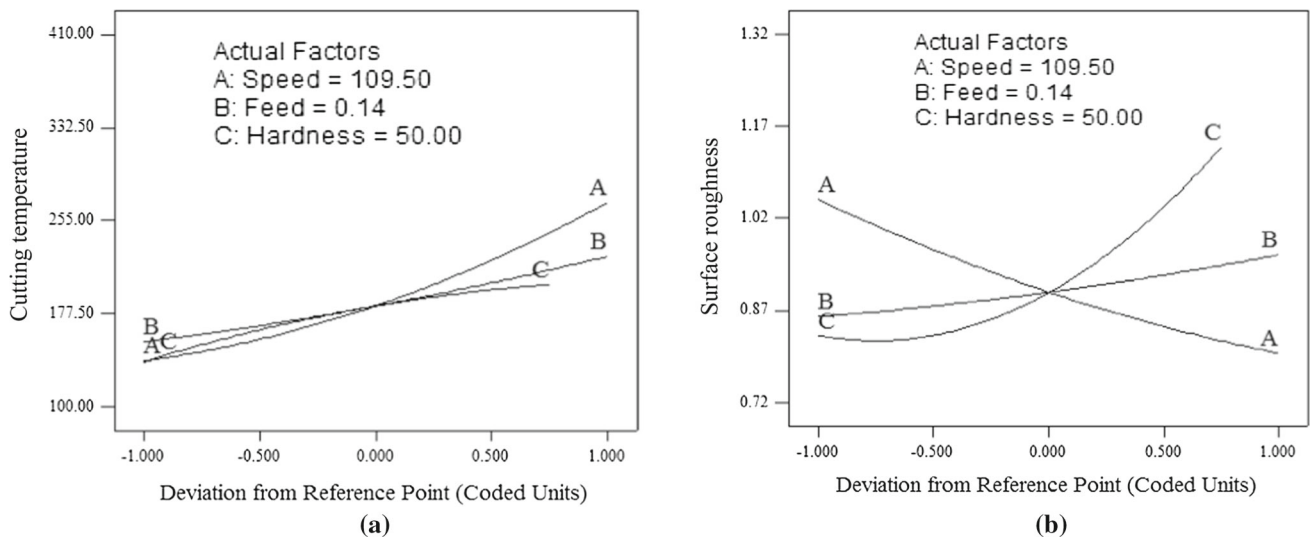 410.00
332.50
255.00
177.50
100.00
Cutting temperature
Actual Factors
A: Speed = 109.50
B: Feed = 0.14
C: Hardness = 50.00
A
B
C
B
C
A
-1.000
-0.500
0.000
0.500
1.000
Deviation from Reference Point (Coded Units)
(a)
1.32
1.17
1.02
0.87
0.72
Surface roughness
Actual Factors
A: Speed = 109.50
B: Feed = 0.14
C: Hardness = 50.00
C
A
B
B
C
A
-1.000
-0.500
0.000
0.500
1.000
Deviation from Reference Point (Coded Units)
(b)